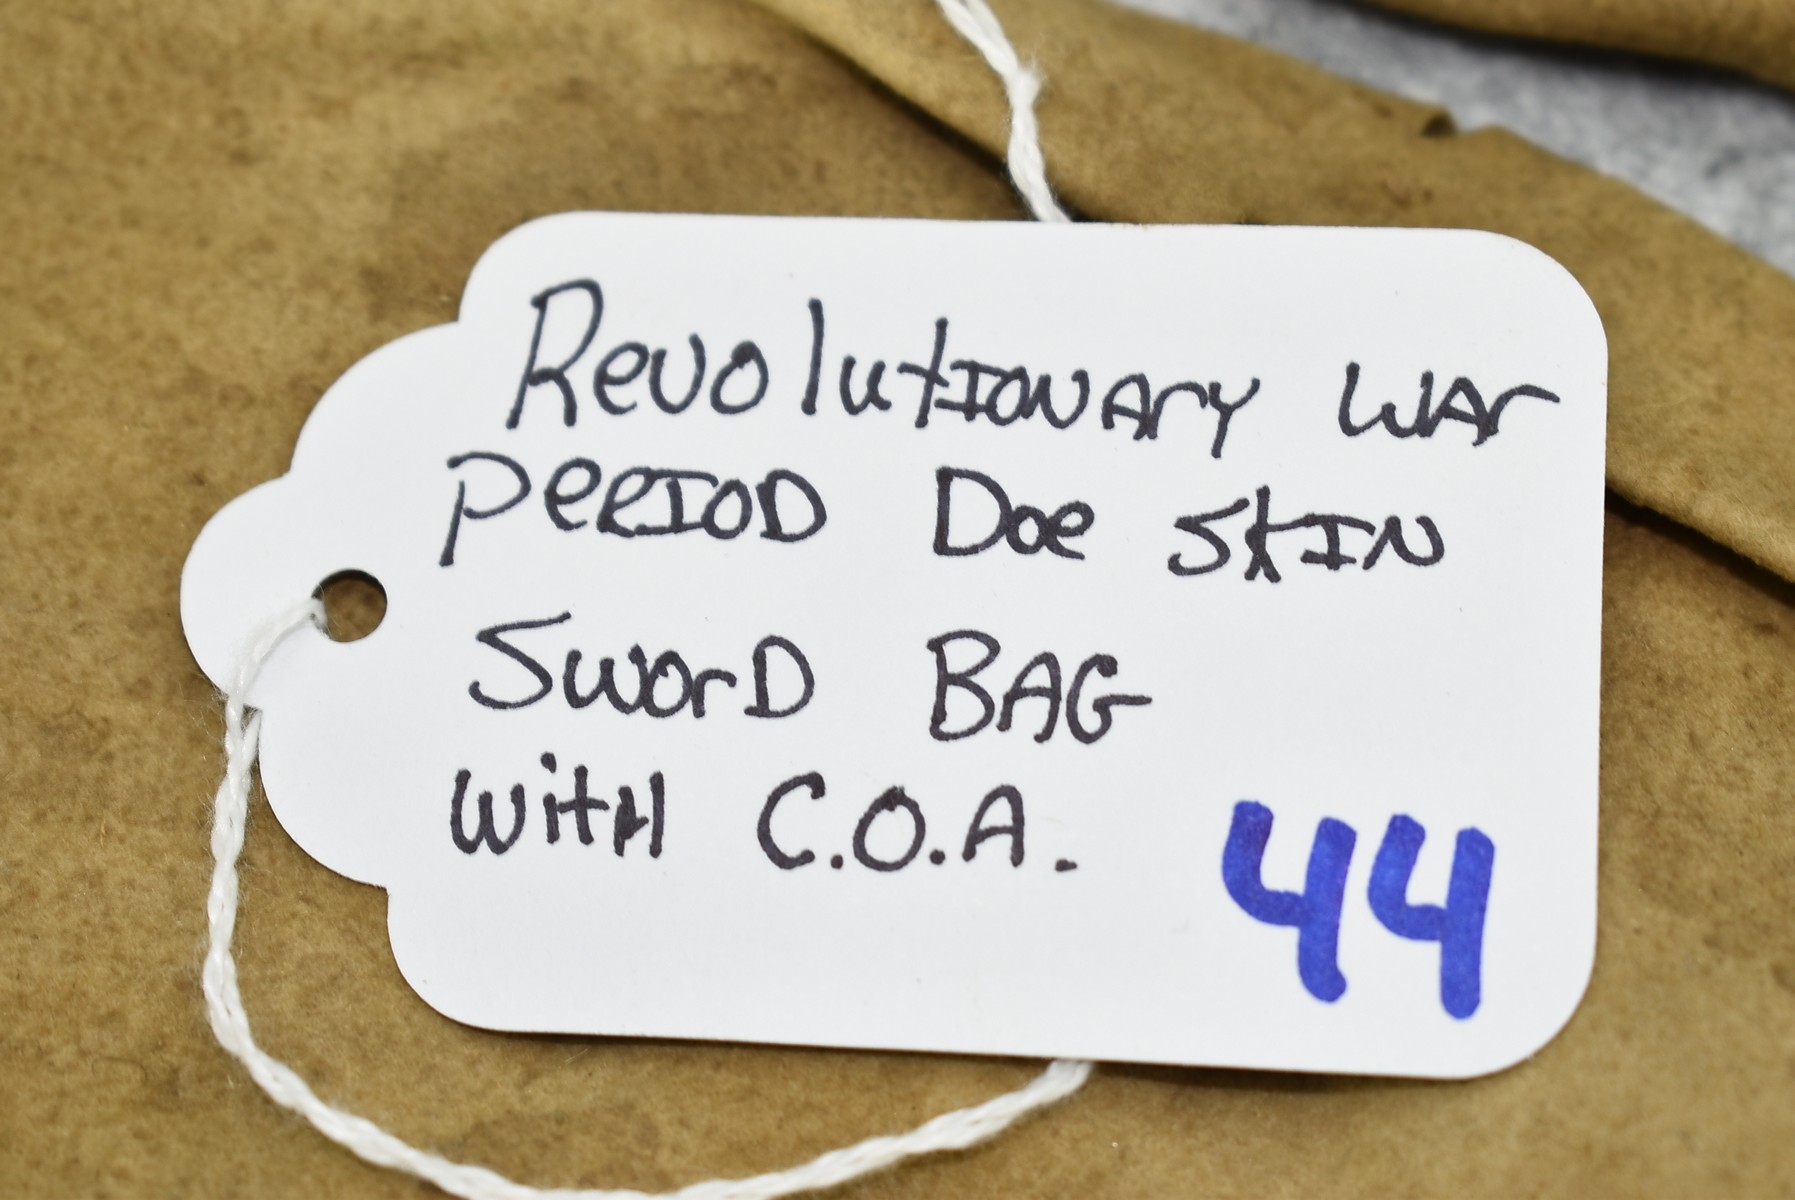 Revolutionary War
Period Doe Skin
Sword Bag
With C.O.A.
44